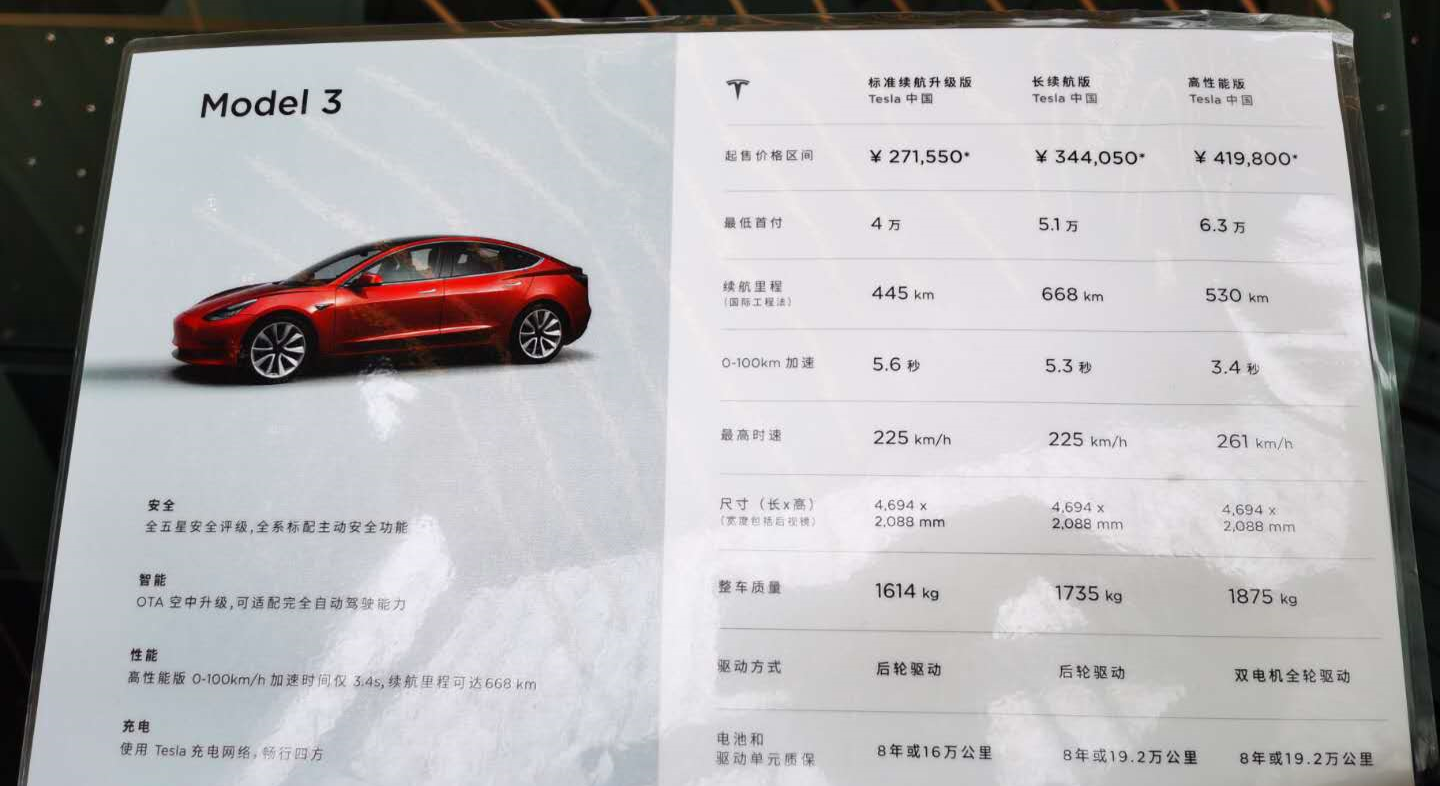 Model 3
安全
全五星安全评级,全系标配主动安全功能
智能
OTA 空中升级,可适配完全自动驾驶能力
性能
高性能版 0-100km/h 加速时间仅 3.4s,续航里程可达668 km
充电
使用 Tesla 充电网络,畅行四方
标准续航升级版 长续航版 高性能版
Tesla 中国 Tesla 中国 Tesla 中国
起售价格区间 ¥ 271,550* ¥ 344,050* ¥ 419,800*
最低首付 4 万 5.1 万 6.3 万
续航里程
(国际工程法) 445 km 668 km 530 km
0-100km 加速 5.6 秒 5.3 秒 3.4 秒
最高时速 225 km/h 225 km/h 261 km/h
尺寸(长x高) 4,694 x 4,694 x 4,694 x
(宽度包括后视镜) 2,088 mm 2,088 mm 2,088 mm
整车质量 1614 kg 1735 kg 1875 kg
驱动方式 后轮驱动 后轮驱动 双电机全轮驱动
电池和
驱动单元质保 8年或16万公里 8年或19.2万公里 8年或19.2万公里